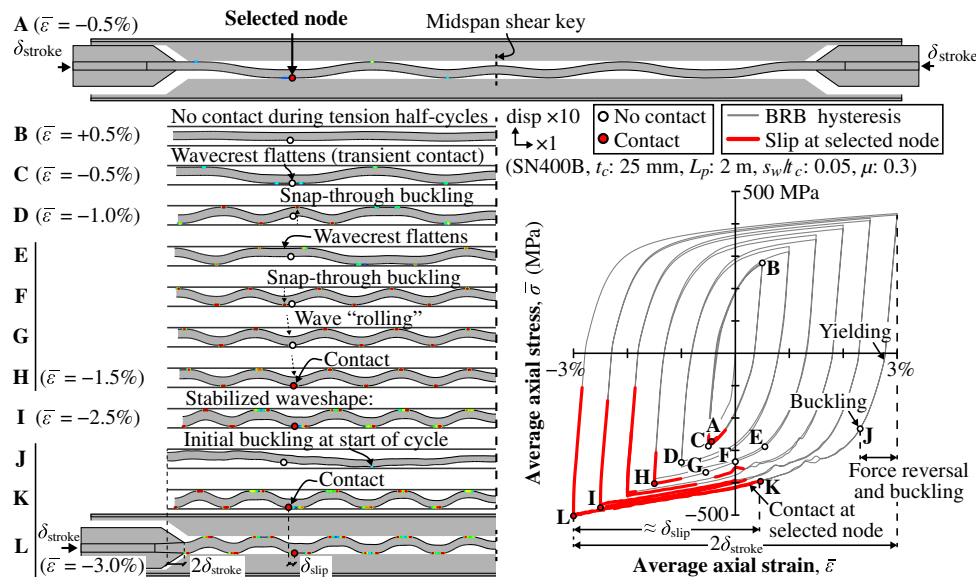 A (ε̄ = −0.5%)
Selected node
Midspan shear key
δstroke
δstroke
B (ε̄ = +0.5%)
No contact during tension half-cycles
C (ε̄ = −0.5%)
Wavecrest flattens (transient contact)
D (ε̄ = −1.0%)
Snap-through buckling
E
Wavecrest flattens
F
Snap-through buckling
G
Wave “rolling”
H (ε̄ = −1.5%)
Contact
I (ε̄ = −2.5%)
Stabilized waveshape:
J
Initial buckling at start of cycle
K
Contact
L (ε̄ = −3.0%)
δstroke
2δstroke
δslip
disp ×10
×1
No contact
Contact
BRB hysteresis
Slip at selected node
(SN400B, tc: 25 mm, Lp: 2 m, sw/tc: 0.05, μ: 0.3)
500 MPa
Average axial stress, σ̄ (MPa)
B
Yielding
−3%
3%
Buckling
A
C
D
E
F
G
H
I
J
K
L
Force reversal
and buckling
Contact at
selected node
−500
≈ δslip
2δstroke
Average axial strain, ε̄